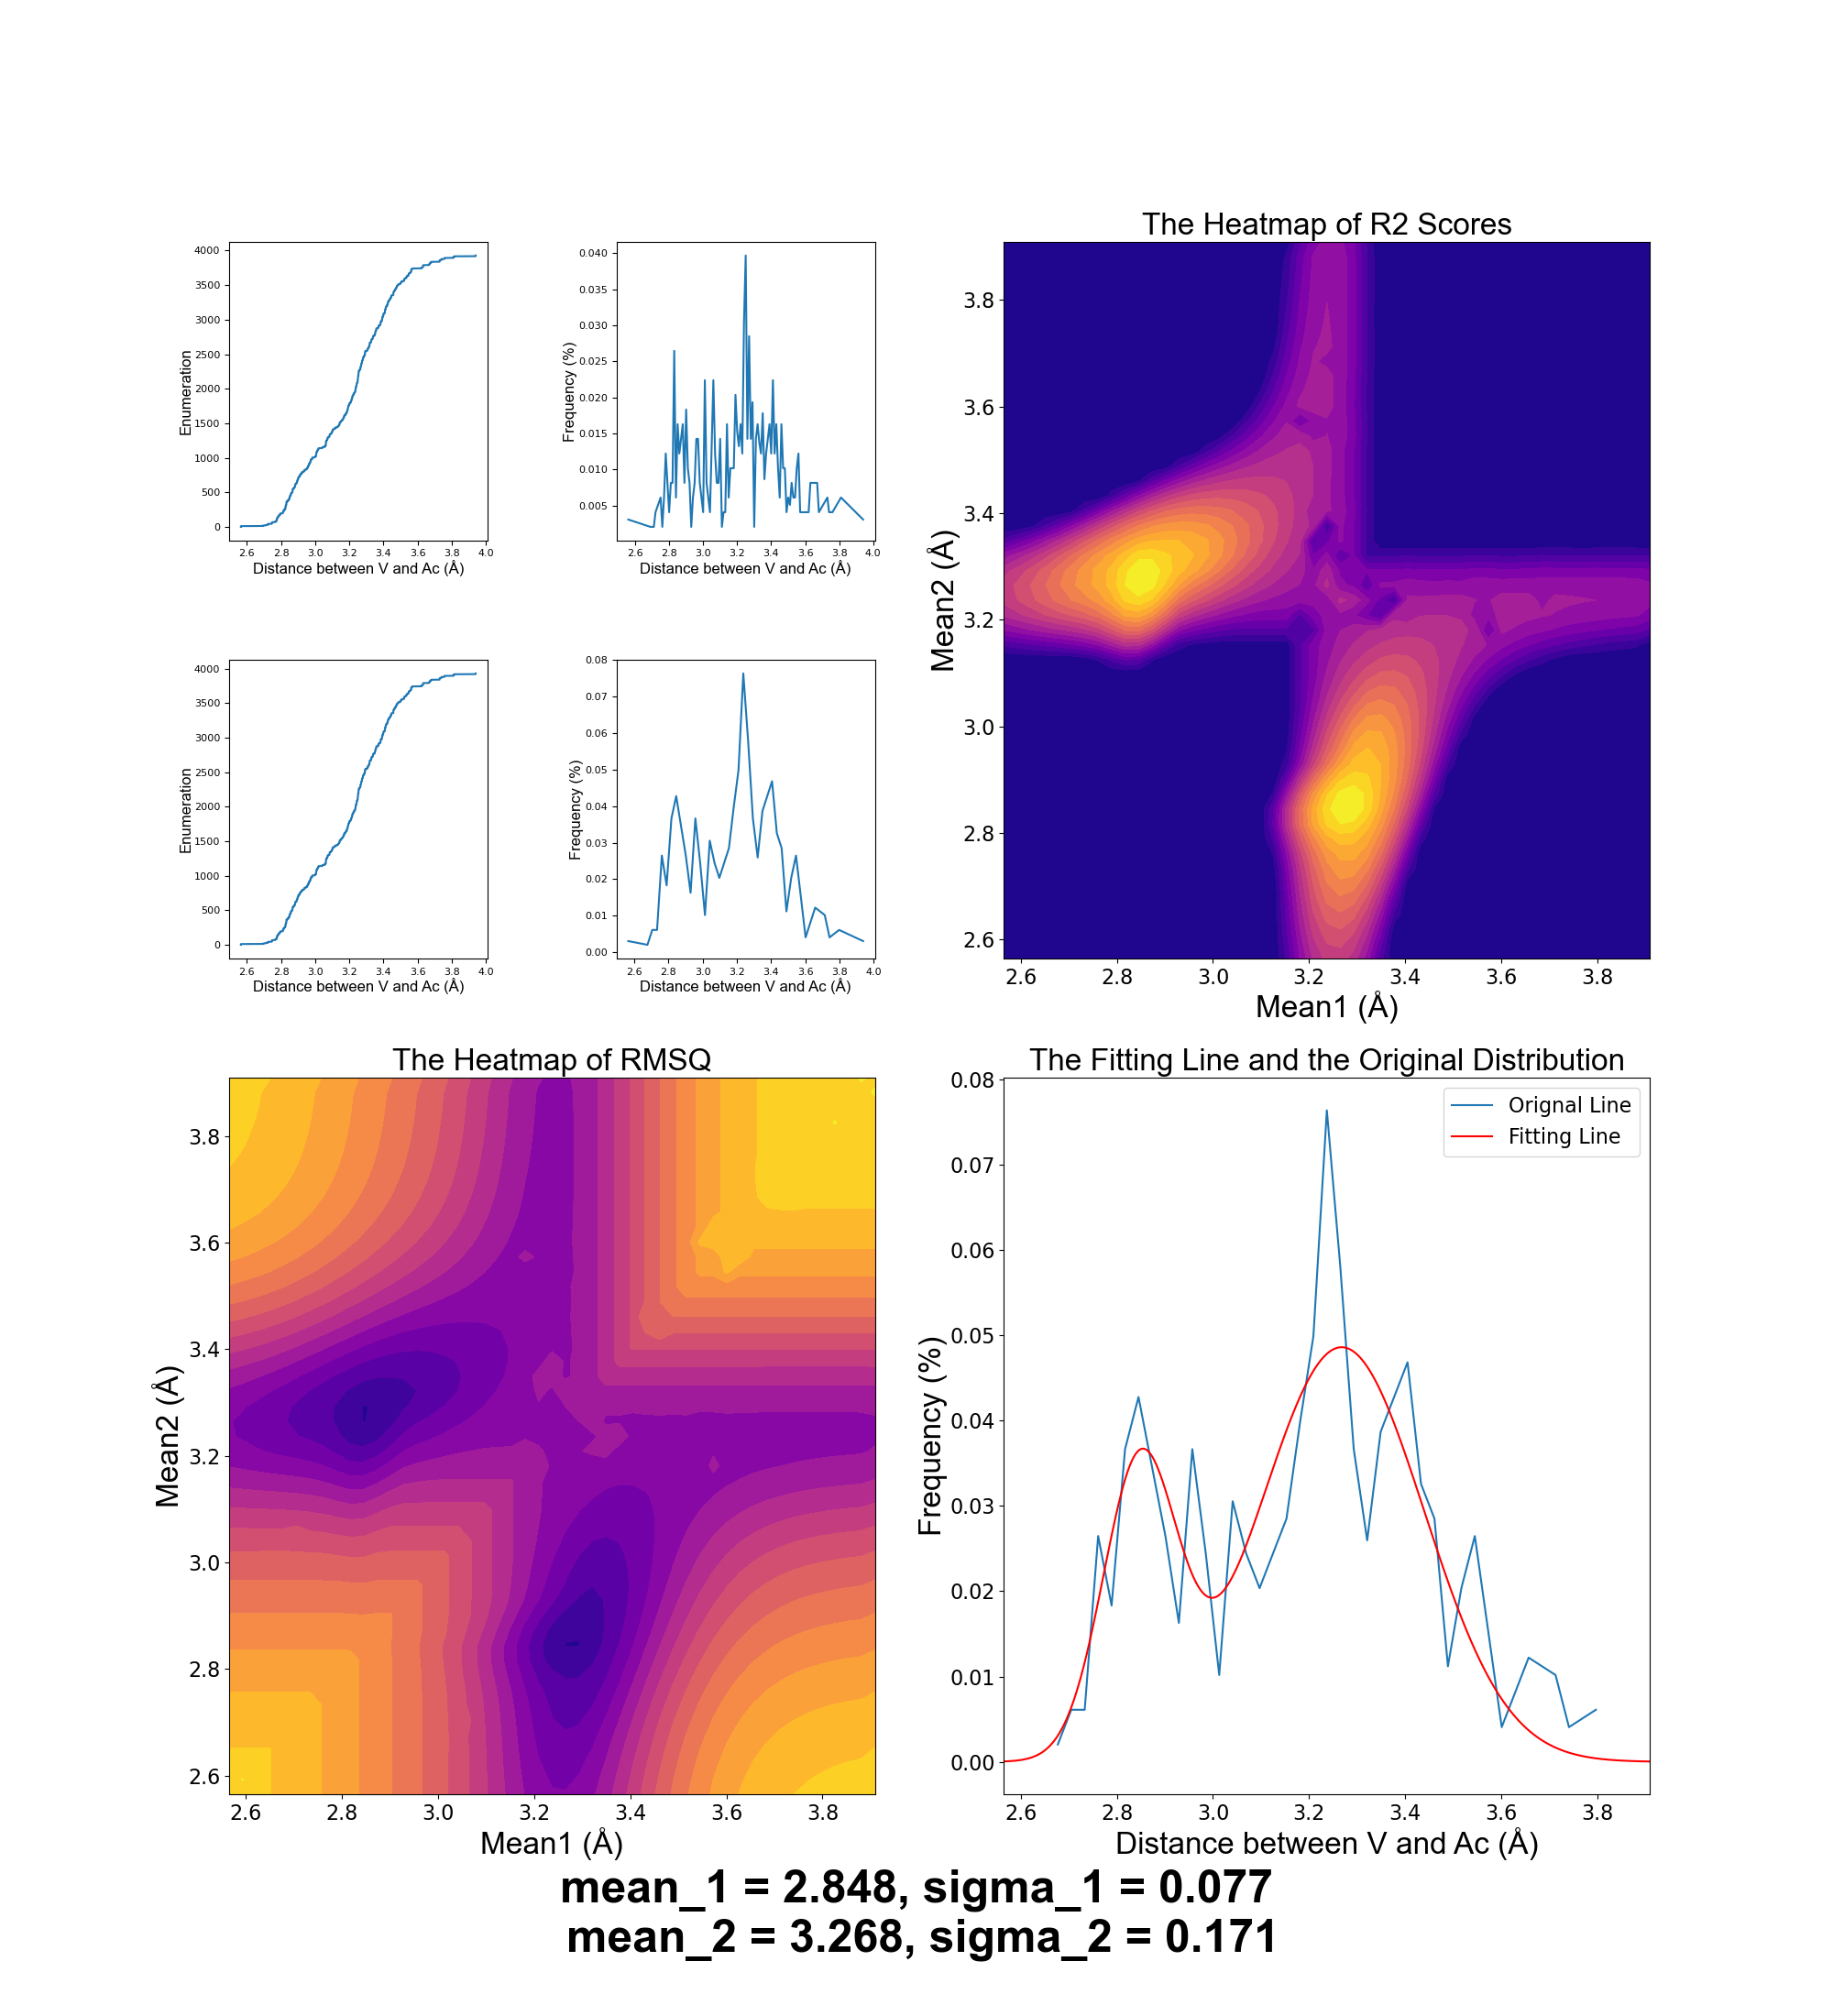 The Heatmap of R2 Scores
4000
3500
3000
2500
2000
1500
1000
500
0
Enumeration
2.6 2.8 3.0 3.2 3.4 3.6 3.8 4.0
Distance between V and Ac (Å)
0.040
0.035
0.030
0.025
0.020
0.015
0.010
0.005
Frequency (%)
2.6 2.8 3.0 3.2 3.4 3.6 3.8 4.0
Distance between V and Ac (Å)
3.8
3.6
3.4
3.2
3.0
2.8
2.6
Mean2 (Å)
2.6 2.8 3.0 3.2 3.4 3.6 3.8
Mean1 (Å)
4000
3500
3000
2500
2000
1500
1000
500
0
Enumeration
2.6 2.8 3.0 3.2 3.4 3.6 3.8 4.0
Distance between V and Ac (Å)
0.08
0.07
0.06
0.05
0.04
0.03
0.02
0.01
0.00
Frequency (%)
2.6 2.8 3.0 3.2 3.4 3.6 3.8 4.0
Distance between V and Ac (Å)
The Heatmap of RMSQ
3.8
3.6
3.4
3.2
3.0
2.8
2.6
Mean2 (Å)
2.6 2.8 3.0 3.2 3.4 3.6 3.8
Mean1 (Å)
The Fitting Line and the Original Distribution
Orignal Line
Fitting Line
0.08
0.07
0.06
0.05
0.04
0.03
0.02
0.01
0.00
Frequency (%)
2.6 2.8 3.0 3.2 3.4 3.6 3.8
Distance between V and Ac (Å)
mean_1 = 2.848, sigma_1 = 0.077
mean_2 = 3.268, sigma_2 = 0.171